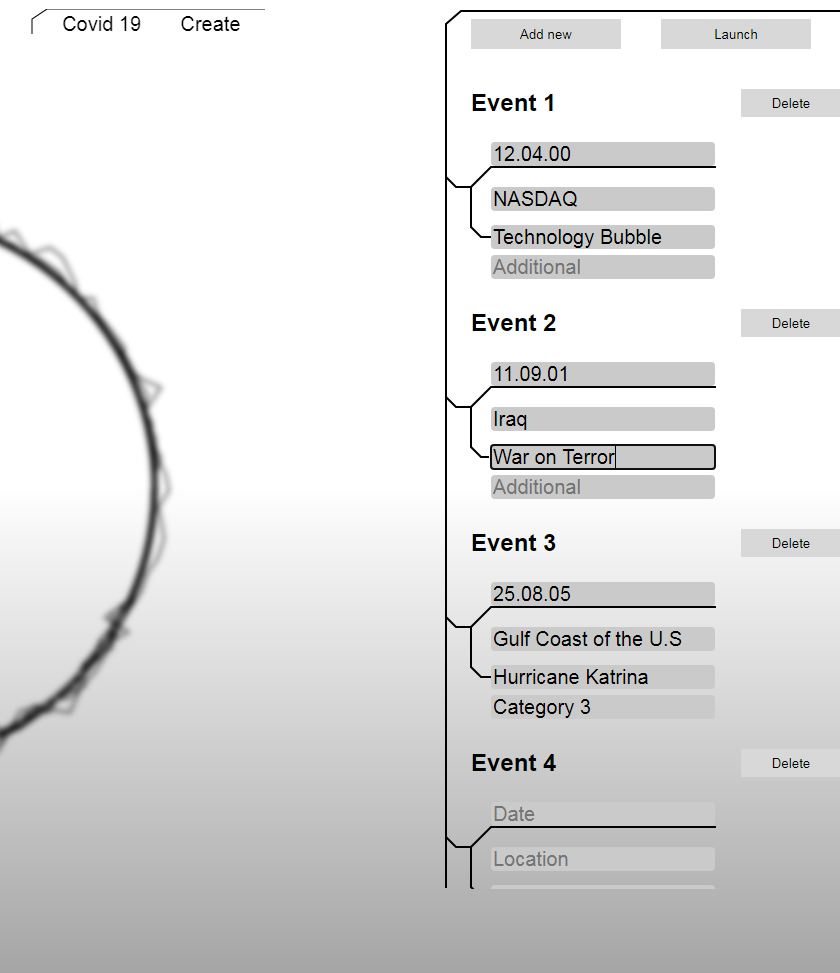 Covid 19 Create
Add new Launch
Event 1 Delete
12.04.00
NASDAQ
Technology Bubble
Additional
Event 2 Delete
11.09.01
Iraq
War on Terror
Additional
Event 3 Delete
25.08.05
Gulf Coast of the U.S
Hurricane Katrina
Category 3
Event 4 Delete
Date
Location